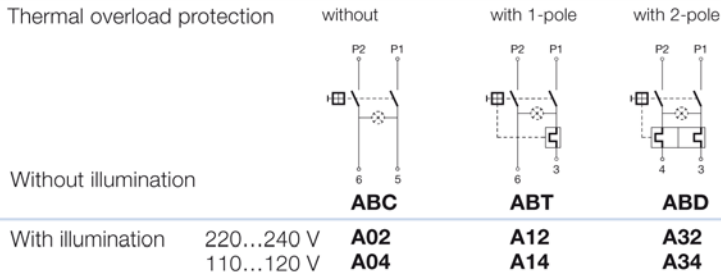 Thermal overload protection without with 1-pole with 2-pole
P2 P1 P2 P1 P2 P1
6 5 6 3 4 3
Without illumination
ABC ABT ABD
With illumination 220...240 V A02 A12 A32
110...120 V A04 A14 A34